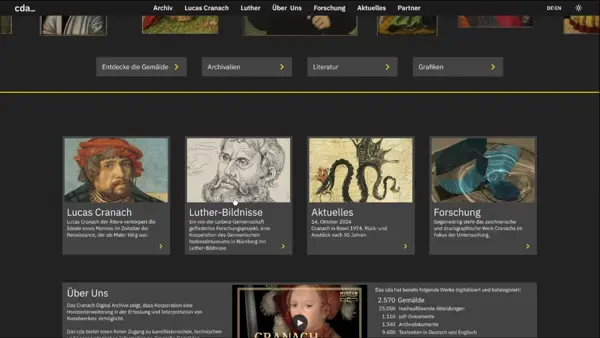 cda_
Archiv
Lucas Cranach
Luther
Über Uns
Forschung
Aktuelles
Partner
DE|EN
Entdecke die Gemälde
Archivalien
Literatur
Grafiken
Lucas Cranach
Lucas Cranach der Ältere verkörpert die
Ideale eines Mannes im Zeitalter der
Renaissance, der als Maler tätig war.
Luther-Bildnisse
Ein von der Leibniz-Gemeinschaft
gefördertes Forschungsprojekt, eine
Kooperation des Germanischen
Nationalmuseums in Nürnberg mit
Luther-Bildnisse.
Aktuelles
14. Oktober 2024
Cranach in Basel 1974. Rück- und
Ausblick nach 50 Jahren
Forschung
Gegenwärtig steht das zeichnerische
und druckgraphische Werk Cranachs im
Fokus der Untersuchung.
Über Uns
Das Cranach Digital Archive zeigt, dass Kooperation eine
Horizonterweiterung in der Erfassung und Interpretation von
Kunstwerken ermöglicht.
Das cda bietet einen freien Zugang zu kunsthistorischen, technischen
MUSEUM
CRANACH
Das cda hat bereits folgende Werke digitalisiert und katalogisiert:
2.570 Gemälde
25.050 hochauflösende Abbildungen
1.510 pdf-Dokumente
1.340 Archivdokumente
9.400 Textseiten in Deutsch und Englisch